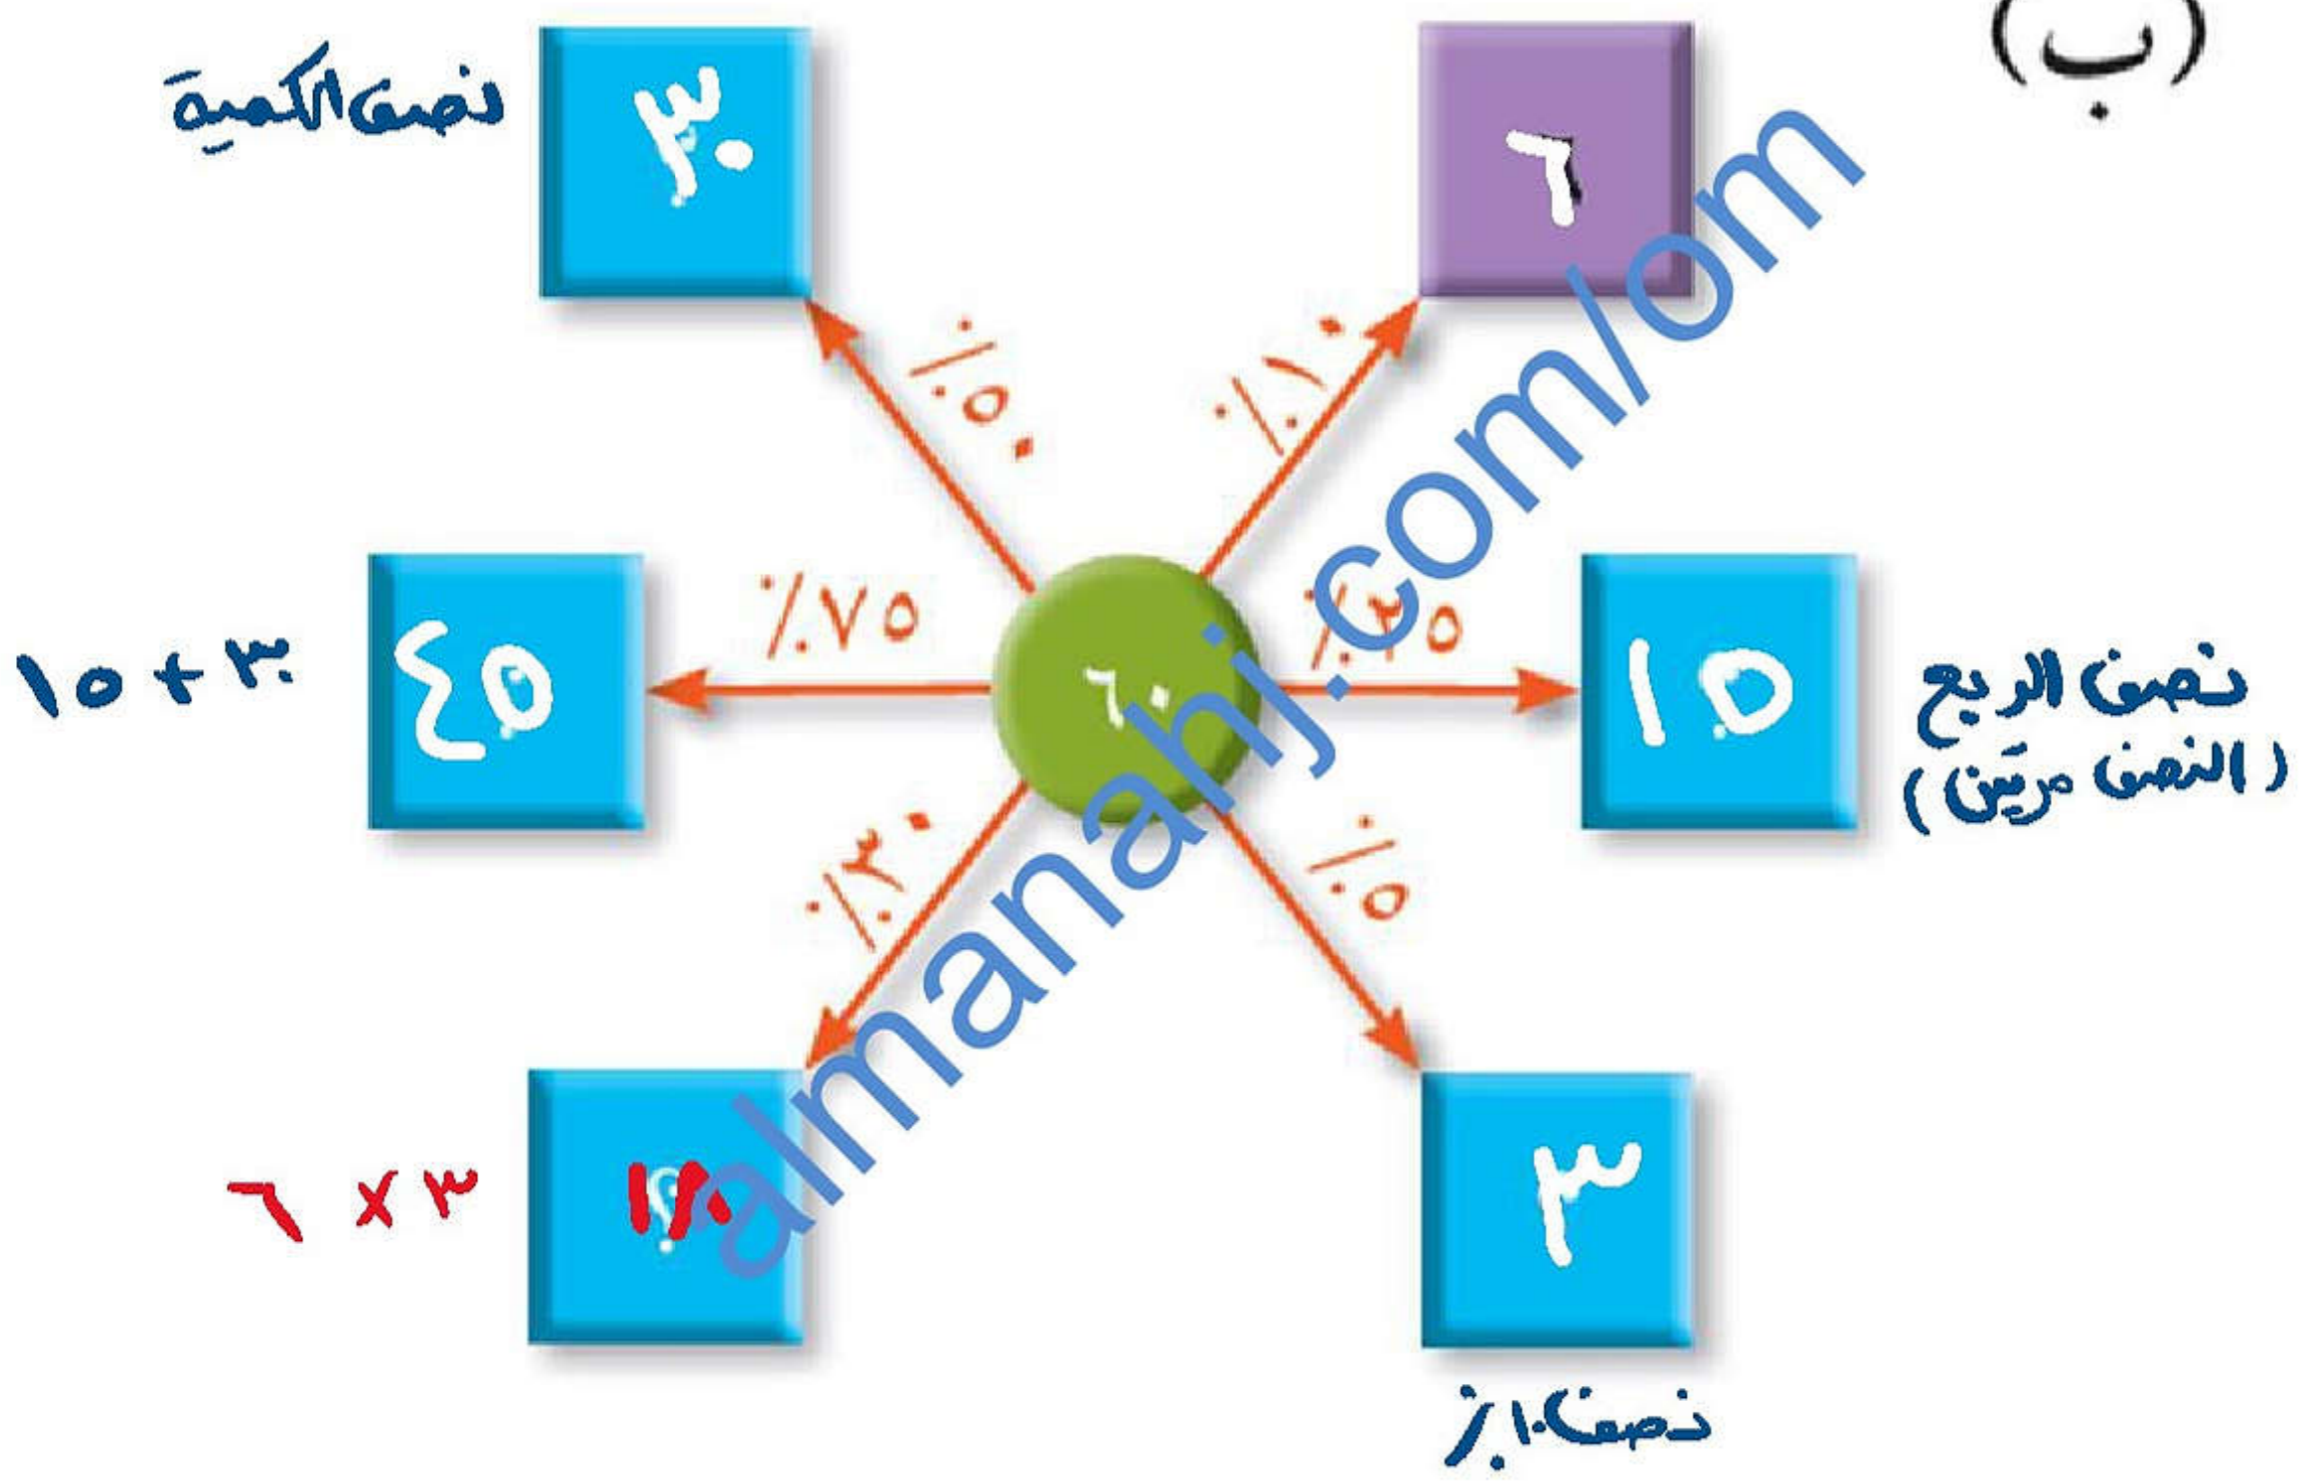 (ب)
٦
٣٠
نصف الكمية
٪١٠
٪٥٠
١٥
٪٢٥
٦٠
٪٧٥
٤٥
٣٠ + ١٥
نصف الربع
(النصف مرتين)
٪٥
٪٣٠
٣
١٨
٣ × ٦
نصف ١٠٪
almanahj.com/om